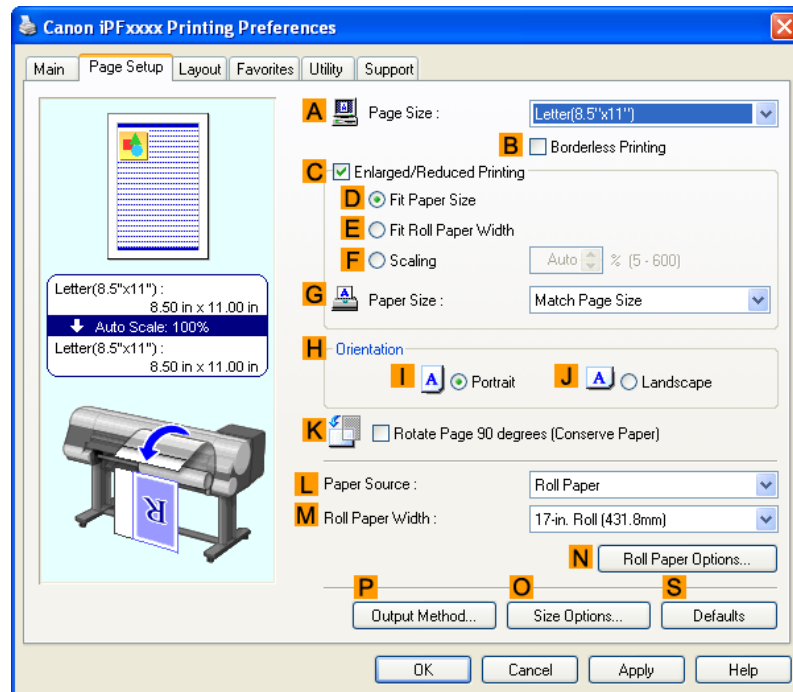 Canon iPFxxxx Printing Preferences
Main Page Setup Layout Favorites Utility Support
A Page Size : Letter(8.5"x11")
B Borderless Printing
C Enlarged/Reduced Printing
D Fit Paper Size
E Fit Roll Paper Width
F Scaling Auto % (5 - 600)
G Paper Size : Match Page Size
Letter(8.5"x11") :
8.50 in x 11.00 in
Auto Scale: 100%
Letter(8.5"x11") :
8.50 in x 11.00 in
H Orientation
I A Portrait J A Landscape
K Rotate Page 90 degrees (Conserve Paper)
L Paper Source : Roll Paper
M Roll Paper Width : 17-in. Roll (431.8mm)
R
N Roll Paper Options...
P O S
Output Method... Size Options... Defaults
OK Cancel Apply Help